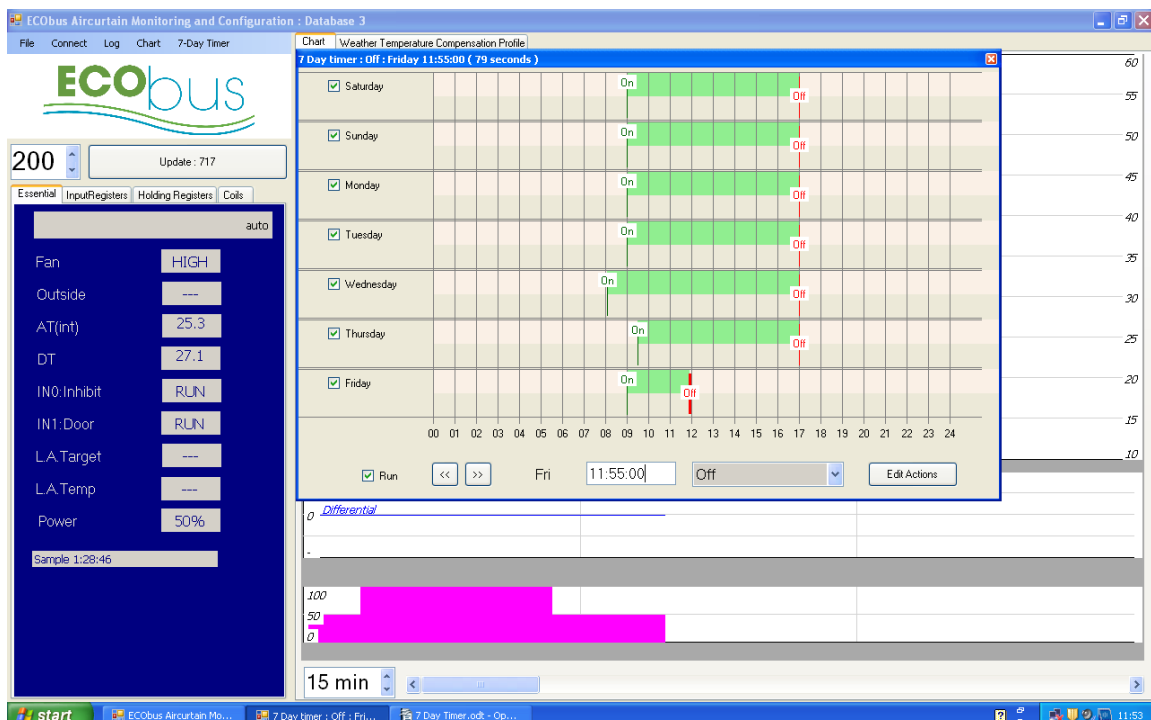 ECObus Aircurtain Monitoring and Configuration : Database 3
File Connect Log Chart 7-Day Timer
ECObus
200
Update : 717
Essential InputRegisters Holding Registers Coils
auto
Fan HIGH
Outside ---
AT(int) 25.3
DT 27.1
IN0:Inhibit RUN
IN1:Door RUN
L.A.Target ---
L.A.Temp ---
Power 50%
Sample 1:28:46
Chart Weather Temperature Compensation Profile
7 Day timer : Off : Friday 11:55:00 ( 79 seconds )
Saturday On Off
Sunday On Off
Monday On Off
Tuesday On Off
Wednesday On Off
Thursday On Off
Friday On Off
00 01 02 03 04 05 06 07 08 09 10 11 12 13 14 15 16 17 18 19 20 21 22 23 24
Run << >> Fri 11:55:00 Off Edit Actions
60
55
50
45
40
35
30
25
20
15
10
0 Differential
-
100
50
0
15 min
start ECObus Aircurtain Mo... 7 Day timer : Off : Fri... 7 Day Timer.odt - Op... 11:53